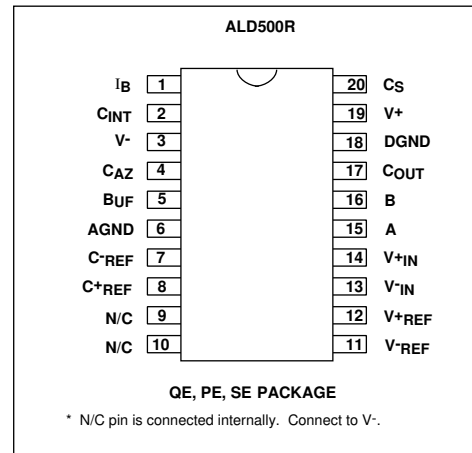 ALD500R
IB 1 20 CS
CINT 2 19 V+
V- 3 18 DGND
CAZ 4 17 COUT
BUF 5 16 B
AGND 6 15 A
C-REF 7 14 V+IN
C+REF 8 13 V-IN
N/C 9 12 V+REF
N/C 10 11 V-REF
QE, PE, SE PACKAGE
* N/C pin is connected internally. Connect to V-.